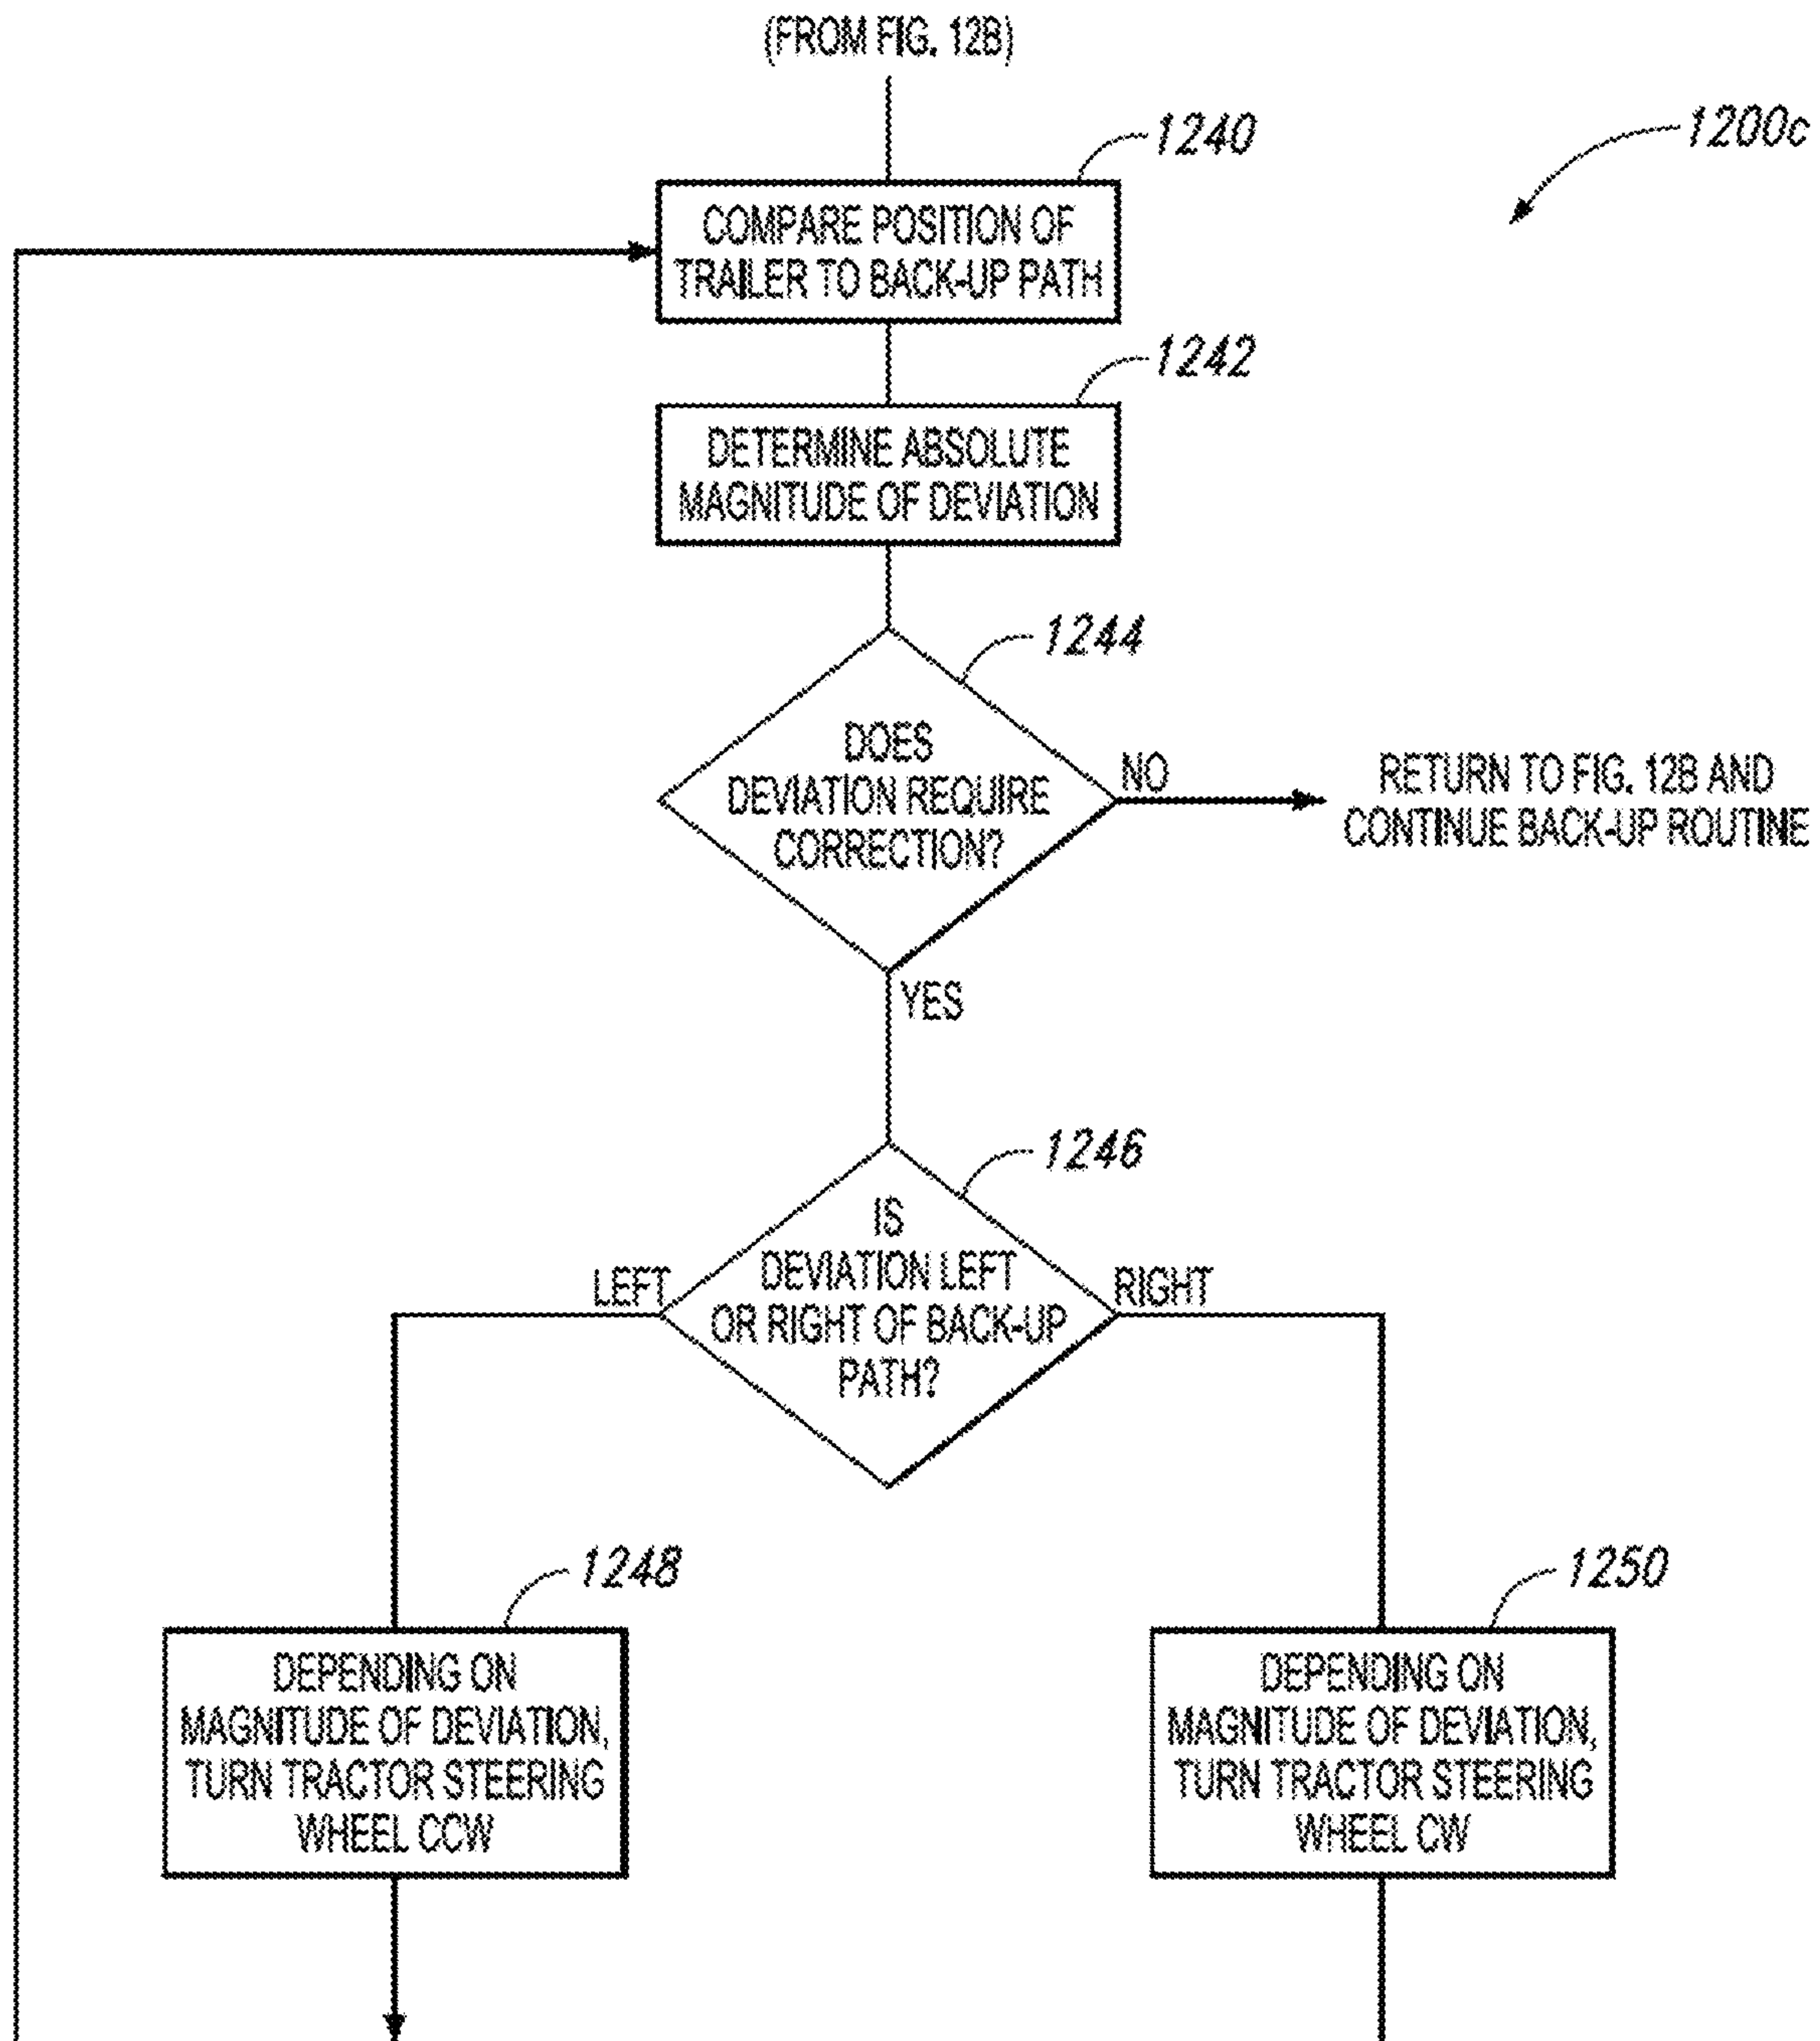 (FROM FIG. 12B)
1240
1200c
COMPARE POSITION OF
TRAILER TO BACK-UP PATH
1242
DETERMINE ABSOLUTE
MAGNITUDE OF DEVIATION
1244
DOES
DEVIATION REQUIRE
CORRECTION?
NO
RETURN TO FIG. 12B AND
CONTINUE BACK-UP ROUTINE
YES
1246
IS
DEVIATION LEFT
OR RIGHT OF BACK-UP
PATH?
LEFT
RIGHT
1248
DEPENDING ON
MAGNITUDE OF DEVIATION,
TURN TRACTOR STEERING
WHEEL CCW
1250
DEPENDING ON
MAGNITUDE OF DEVIATION,
TURN TRACTOR STEERING
WHEEL CW